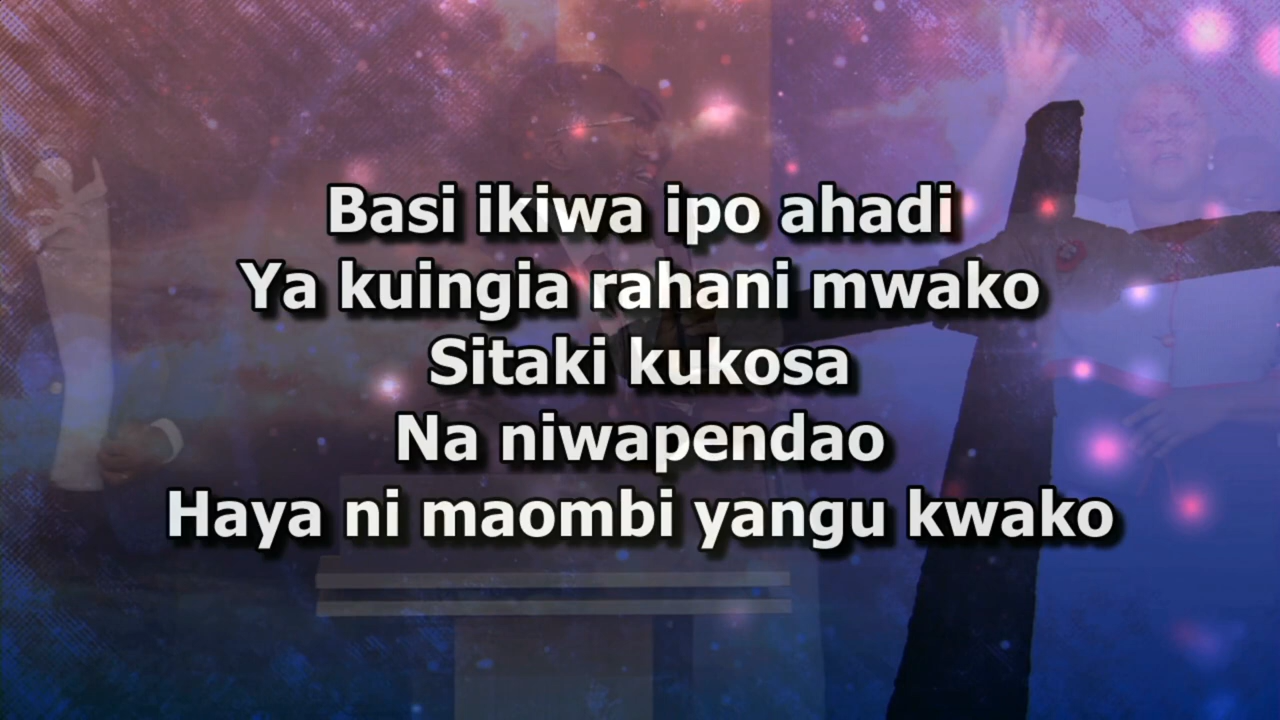 Basi ikiwa ipo ahadi
Ya kuingia rahani mwako
Sitaki kukosa
Na niwapendao
Haya ni maombi yangu kwako